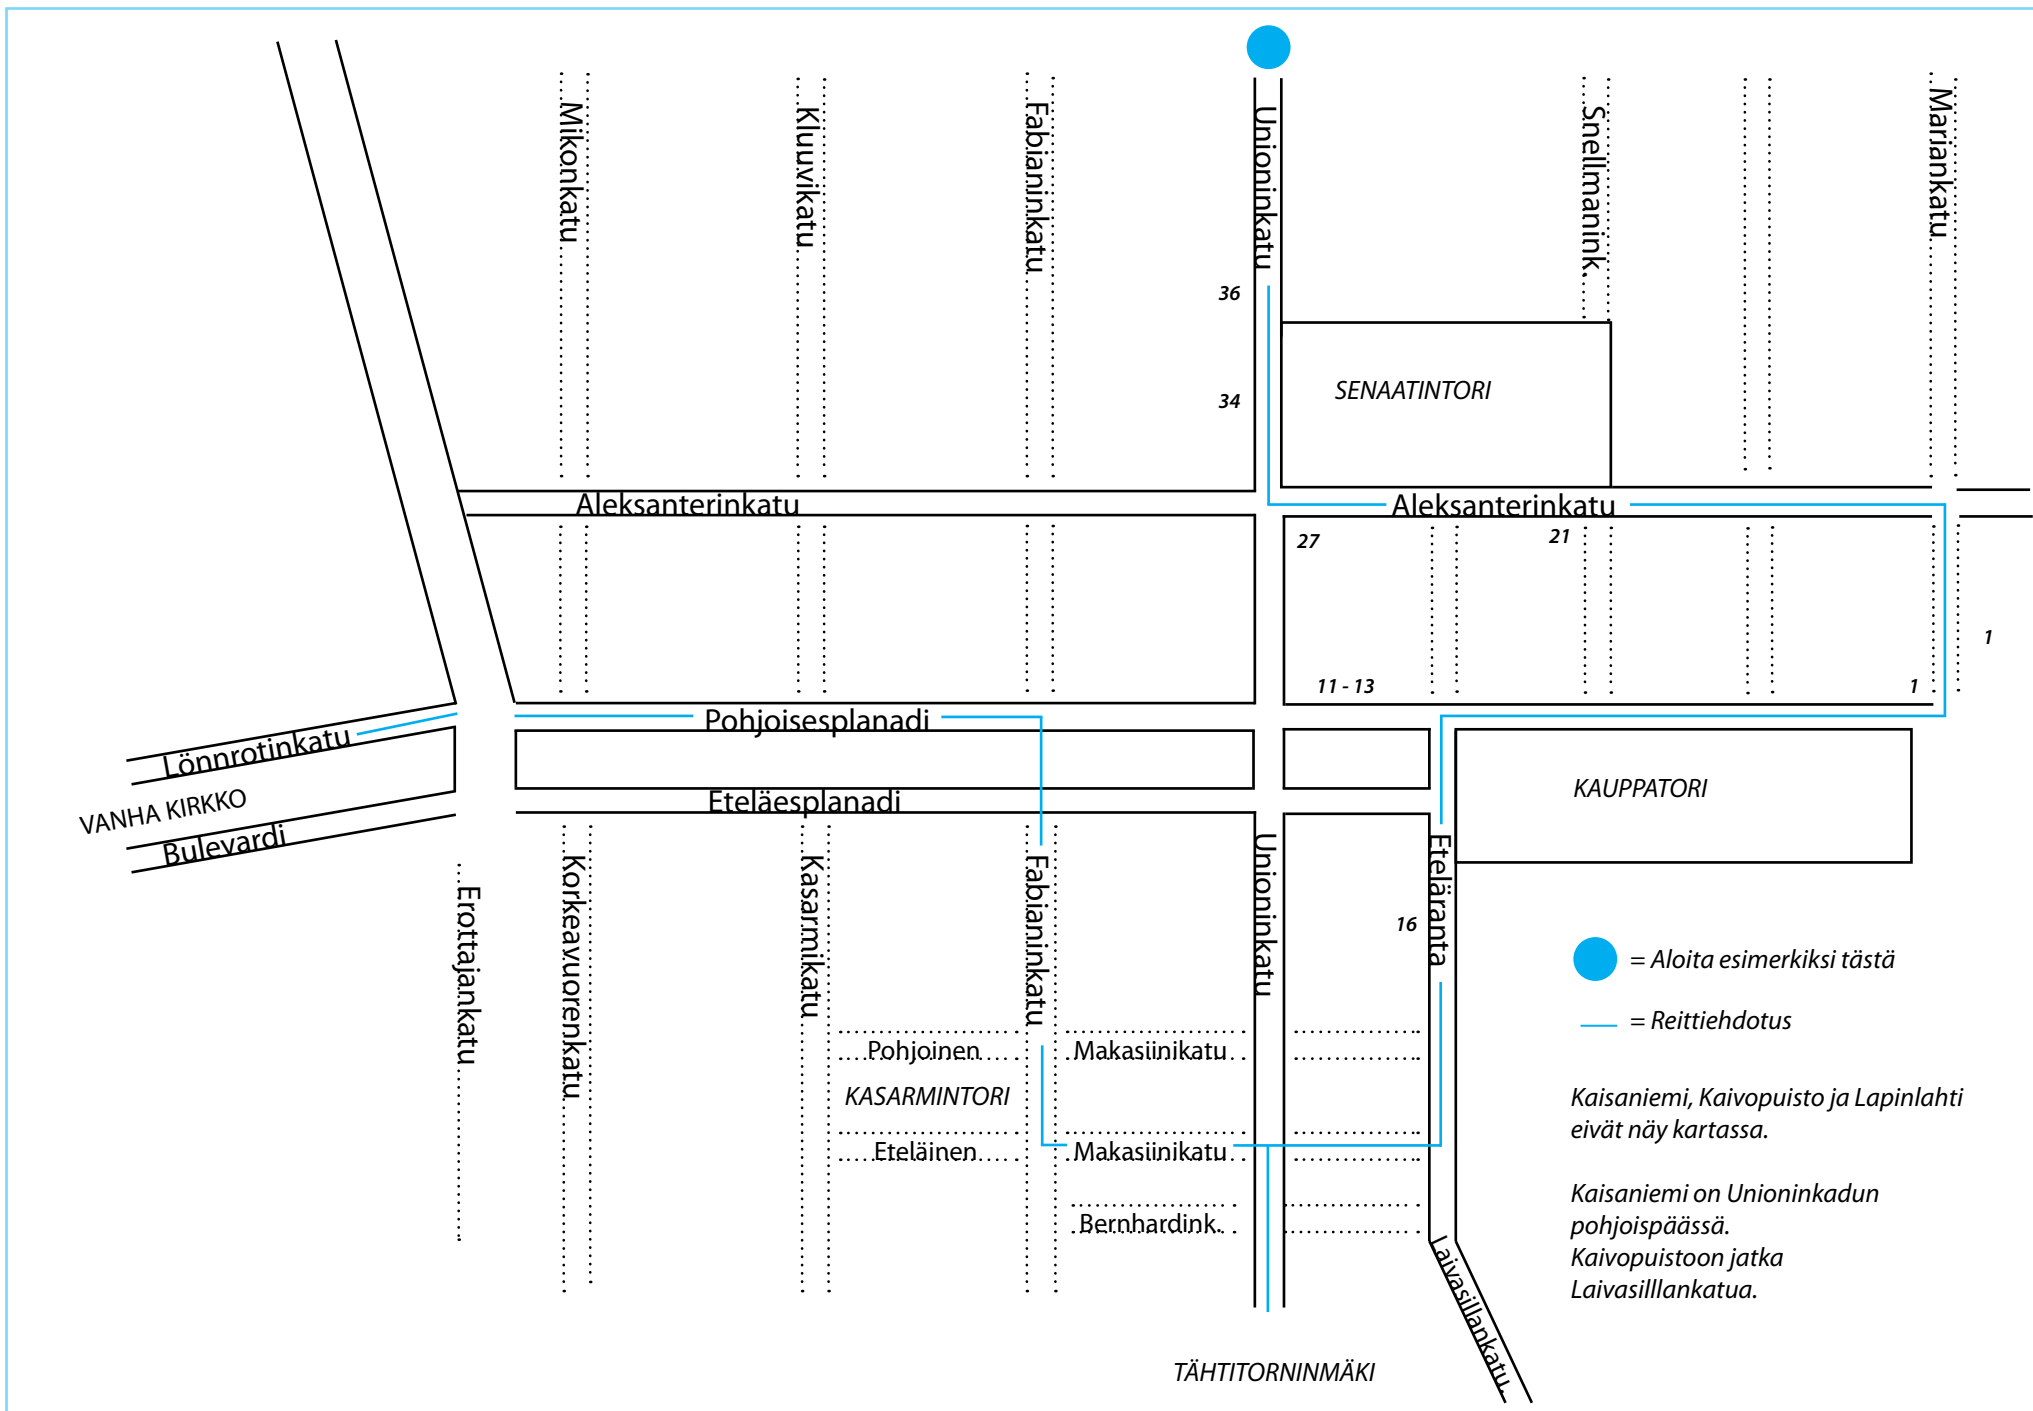 Mikonkatu
Kluuvikatu
Fabianinkatu
Unioninkatu
Snellmanink.
Mariankatu
36
34
SENAATINTORI
Aleksanterinkatu
Aleksanterinkatu
27
21
1
11 - 13
1
Pohjoisesplanadi
Lönnrotinkatu
VANHA KIRKKO
Bulevardi
Eteläesplanadi
KAUPPATORI
Erottajankatu
Korkeavuorenkatu
Kasarmikatu
Fabianinkatu
Unioninkatu
16
Eteläranta
Pohjoinen
Makasiinikatu
KASARMINTORI
Eteläinen
Makasiinikatu
Bernhardink.
Laivasillankatu.
TÄHTITORNINMÄKI
= Aloita esimerkiksi tästä
= Reittiehdotus
Kaisaniemi, Kaivopuisto ja Lapinlahti
eivät näy kartassa.
Kaisaniemi on Unioninkadun
pohjoispäässä.
Kaivopuistoon jatka
Laivasilllankatua.